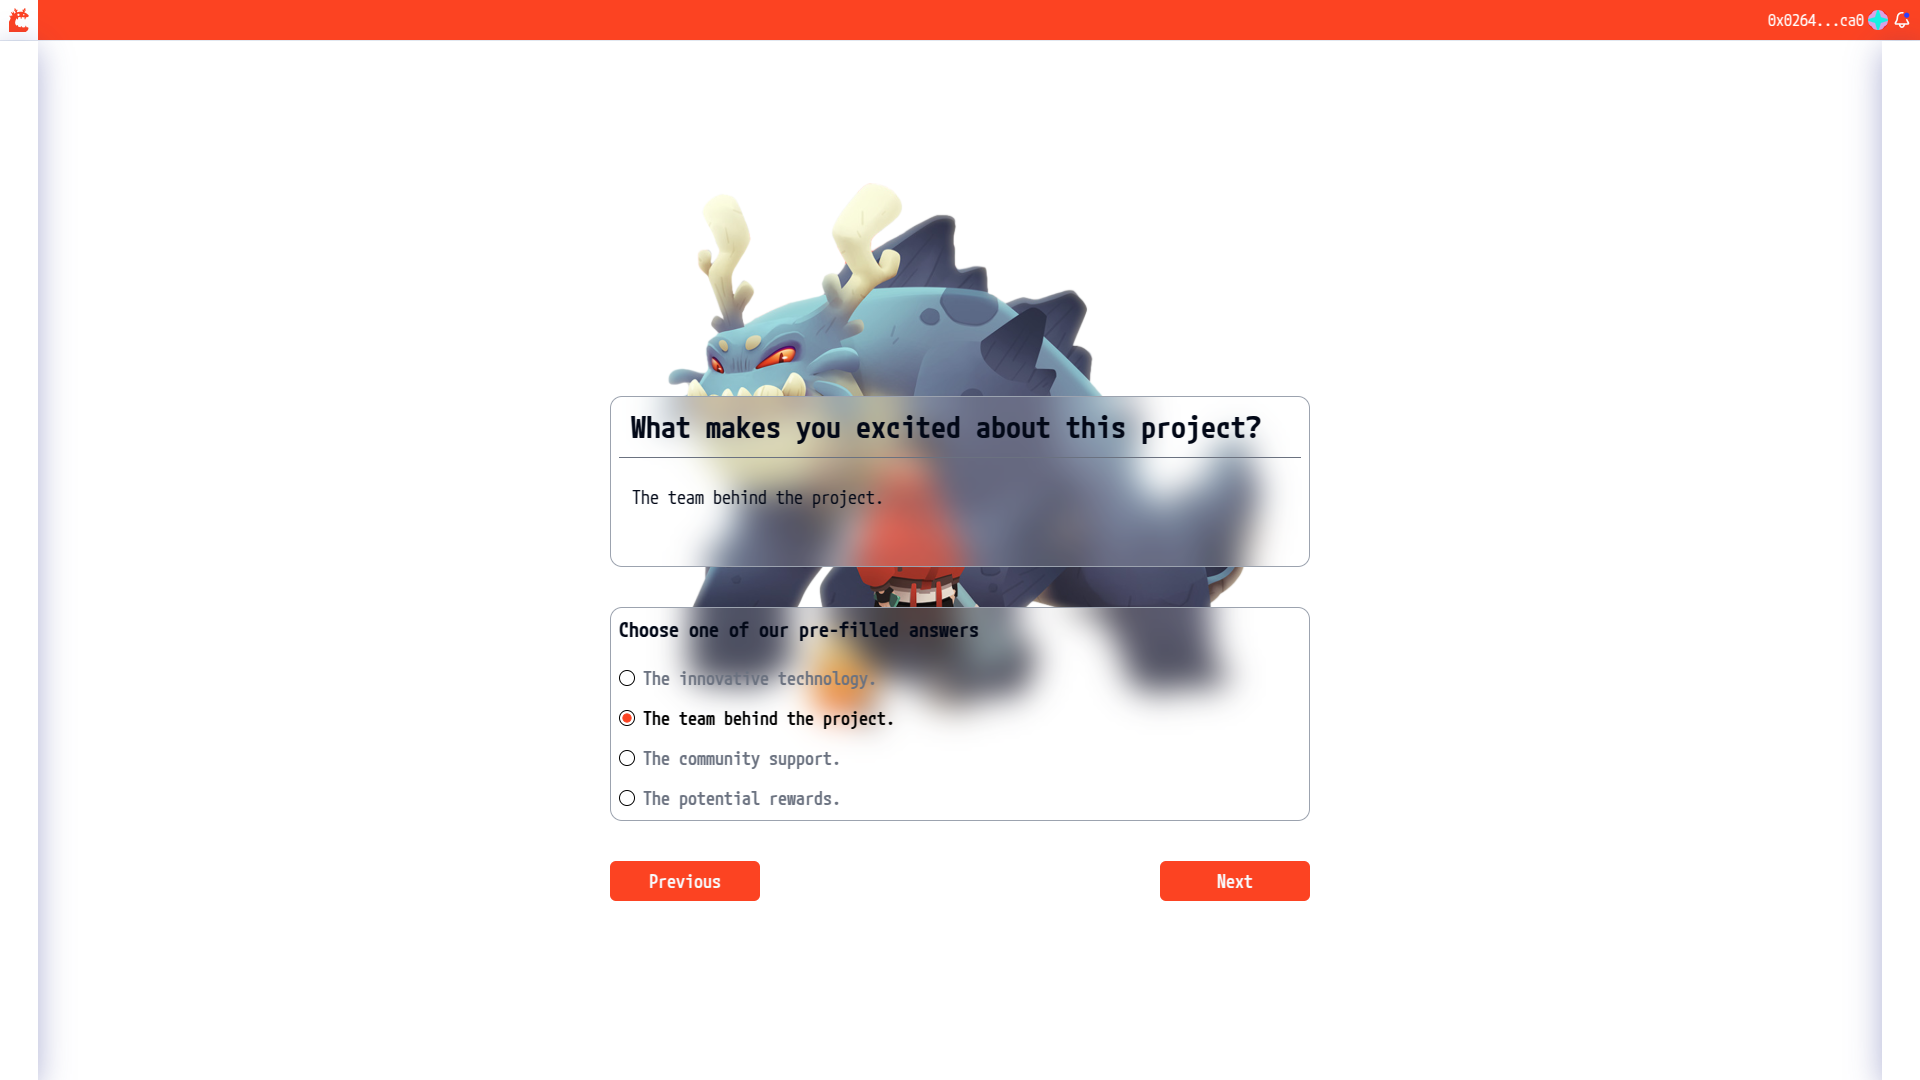 0x0264...ca0
What makes you excited about this project?
The team behind the project.
Choose one of our pre-filled answers
The innovative technology.
The team behind the project.
The community support.
The potential rewards.
Previous
Next